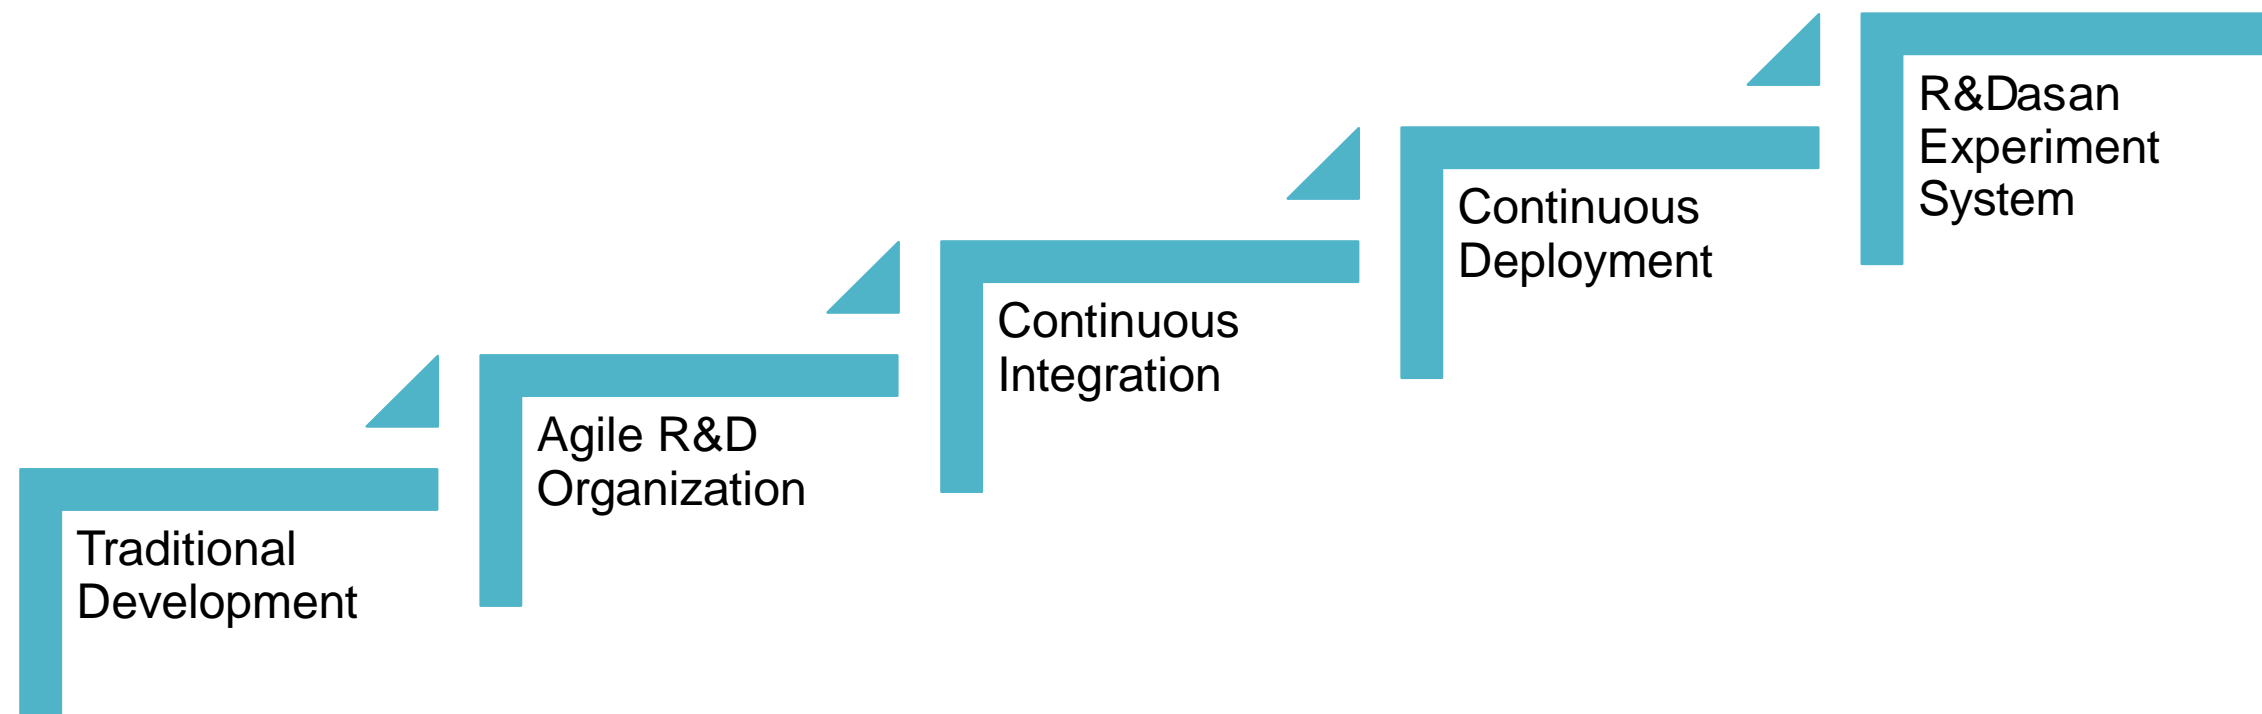 Traditional
Development
Agile R&D
Organization
Continuous
Integration
Continuous
Deployment
R&Dasan
Experiment
System